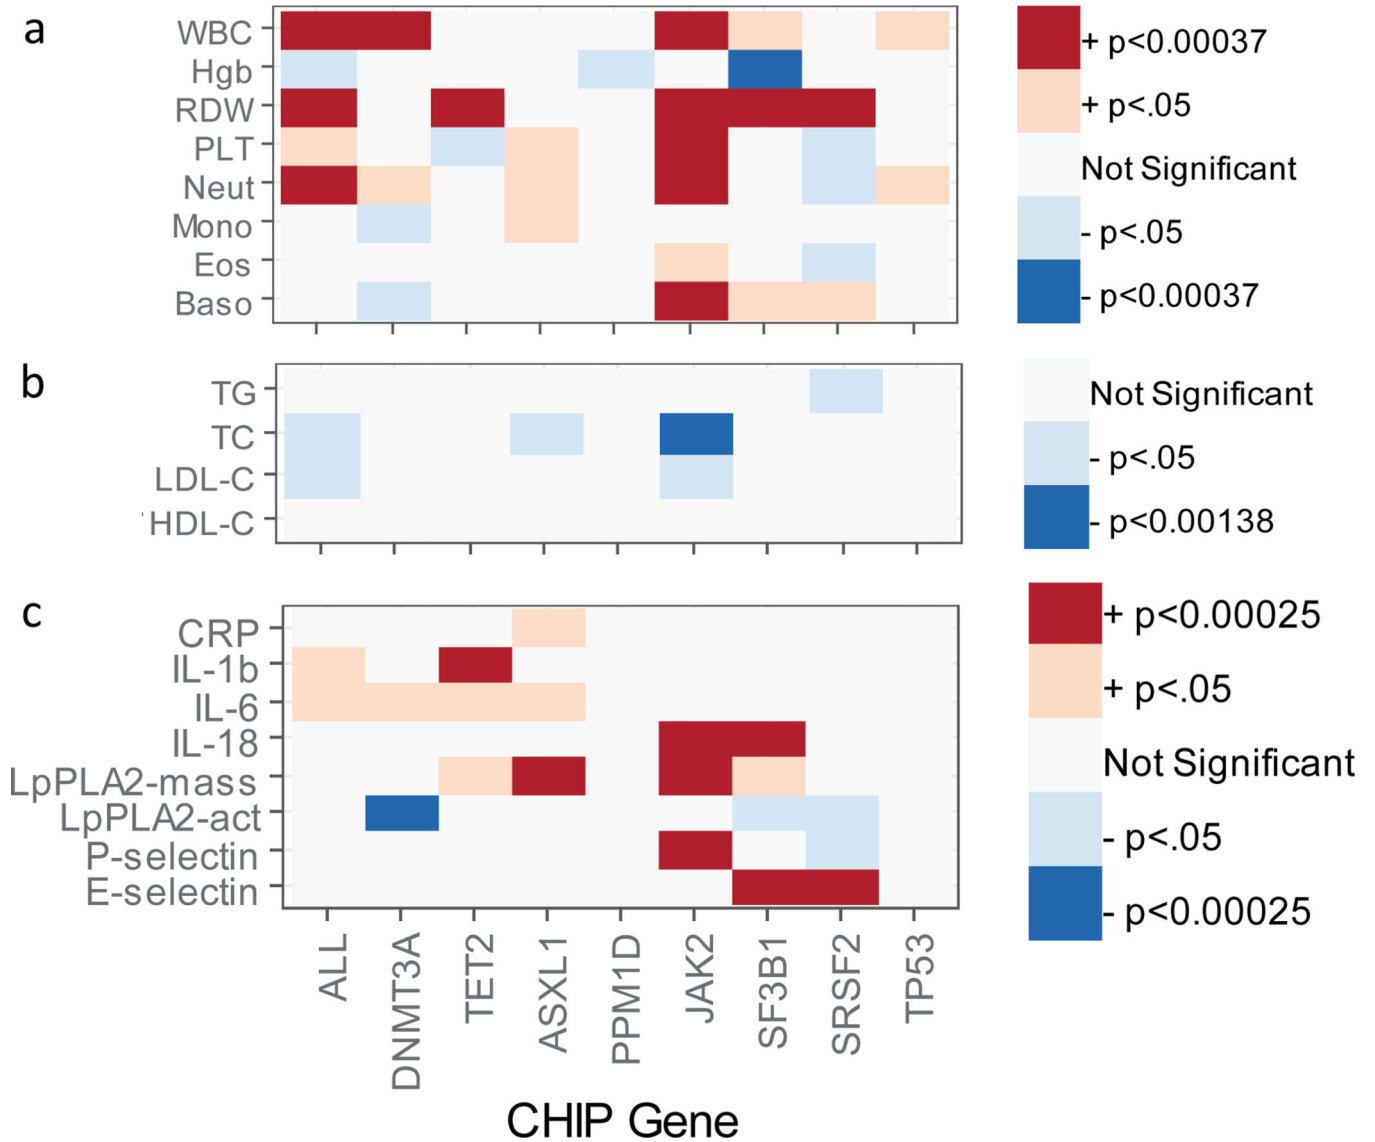 a
WBC
Hgb
RDW
PLT
Neut
Mono
Eos
Baso
+ p<0.00037
+ p<.05
Not Significant
- p<.05
- p<0.00037
b
TG
TC
LDL-C
HDL-C
Not Significant
- p<.05
- p<0.00138
c
CRP
IL-1b
IL-6
IL-18
LpPLA2-mass
LpPLA2-act
P-selectin
E-selectin
+ p<0.00025
+ p<.05
Not Significant
- p<.05
- p<0.00025
ALL
DNMT3A
TET2
ASXL1
PPM1D
JAK2
SF3B1
SRSF2
TP53
CHIP Gene